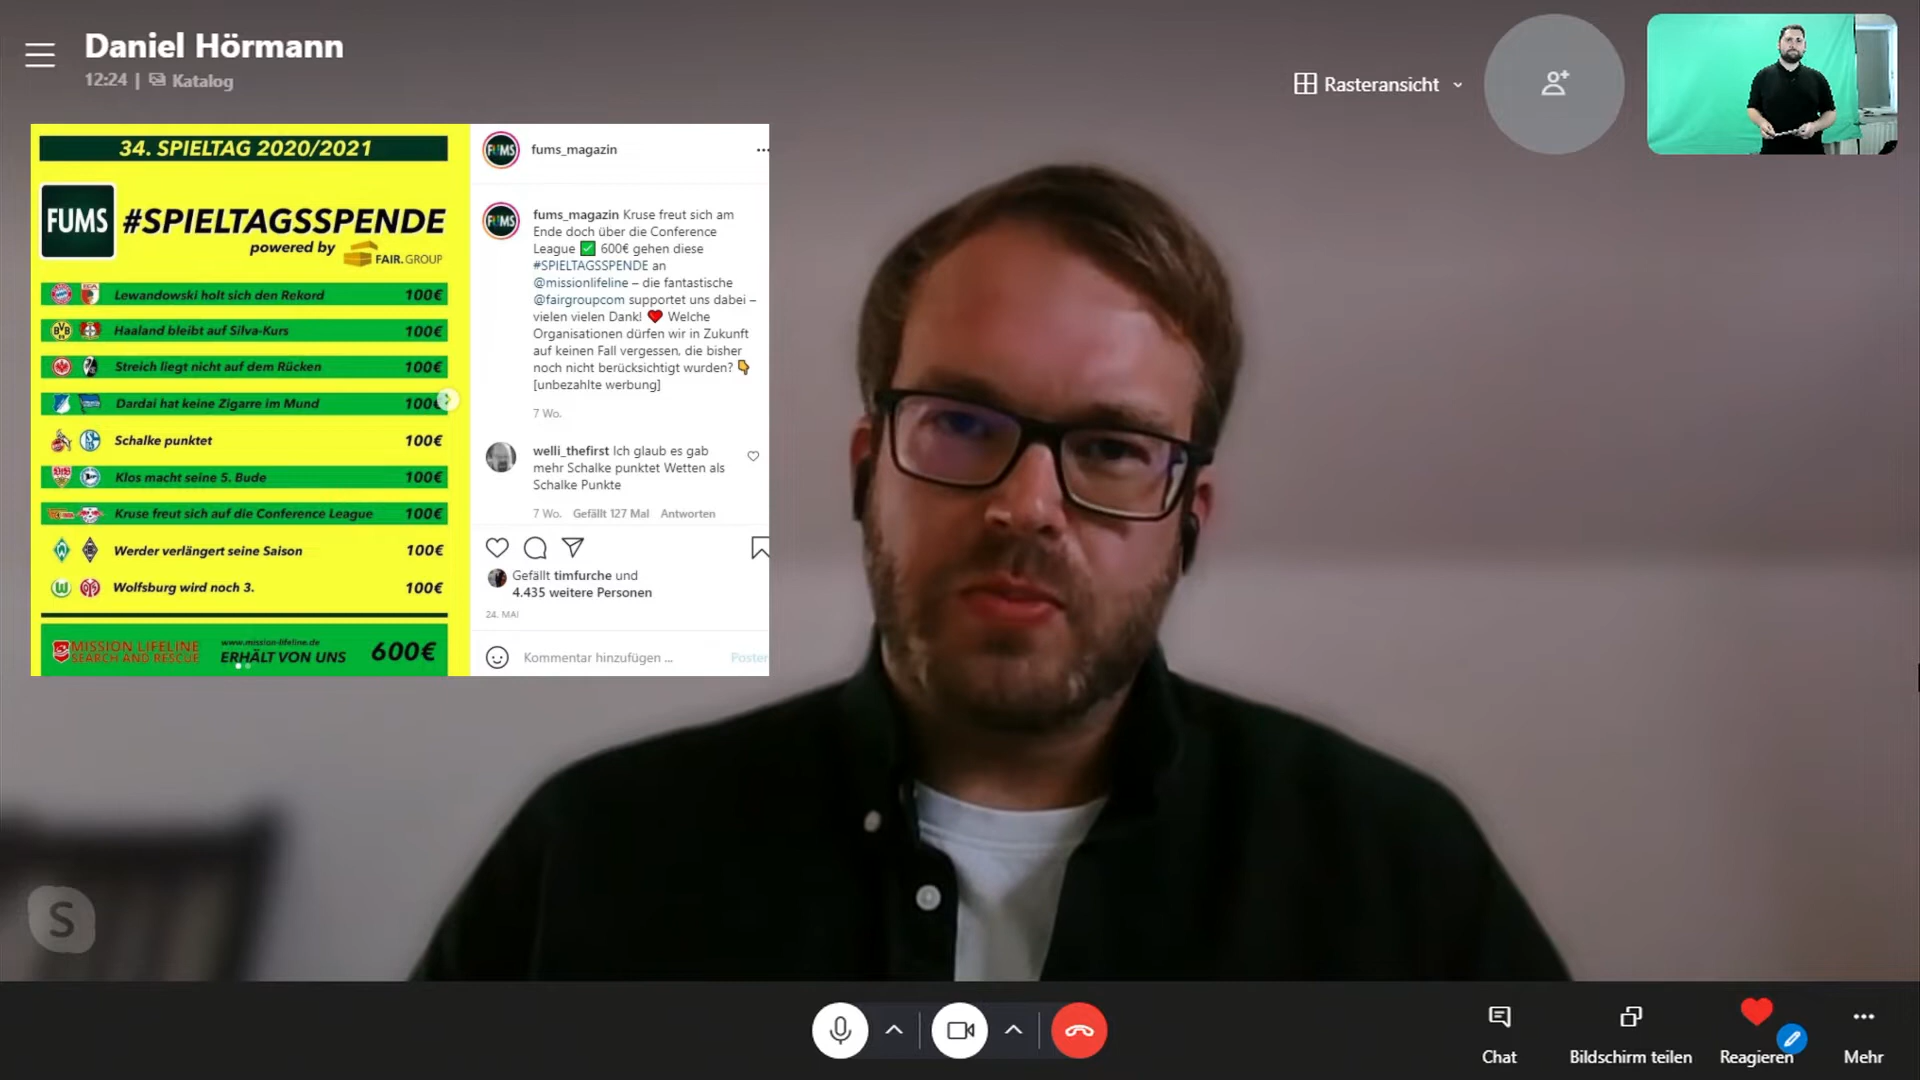 Daniel Hörmann
12:24 | Katalog
Rasteransicht
34. SPIELTAG 2020/2021
FUMS
#SPIELTAGSSPENDE
powered by FAIR.GROUP
Lewandowski holt sich den Rekord 100€
Haaland bleibt auf Silva-Kurs 100€
Streich liegt nicht auf dem Rücken 100€
Dardai hat keine Zigarre im Mund 100€
Schalke punktet 100€
Klos macht seine 5. Bude 100€
Kruse freut sich auf die Conference League 100€
Werder verlängert seine Saison 100€
Wolfsburg wird noch 3. 100€
MISSION LIFELINE
SEARCH AND RESCUE
www.mission-lifeline.de
ERHÄLT VON UNS 600€
FUMS
fums_magazin
FUMS
fums_magazin Kruse freut sich am
Ende doch über die Conference
League ✅ 600€ gehen diese
#SPIELTAGSSPENDE an
@missionlifeline – die fantastische
@fairgroupcom supportet uns dabei –
vielen vielen Dank! ❤️ Welche
Organisationen dürfen wir in Zukunft
auf keinen Fall vergessen, die bisher
noch nicht berücksichtigt wurden? 👇
[unbezahlte werbung]
7 Wo.
welli_thefirst Ich glaub es gab
mehr Schalke punktet Wetten als
Schalke Punkte
7 Wo. Gefällt 127 Mal Antworten
Gefällt timfurche und
4.435 weitere Personen
24. MAI
Kommentar hinzufügen ... Poster
S
Chat
Bildschirm teilen
Reagieren
Mehr